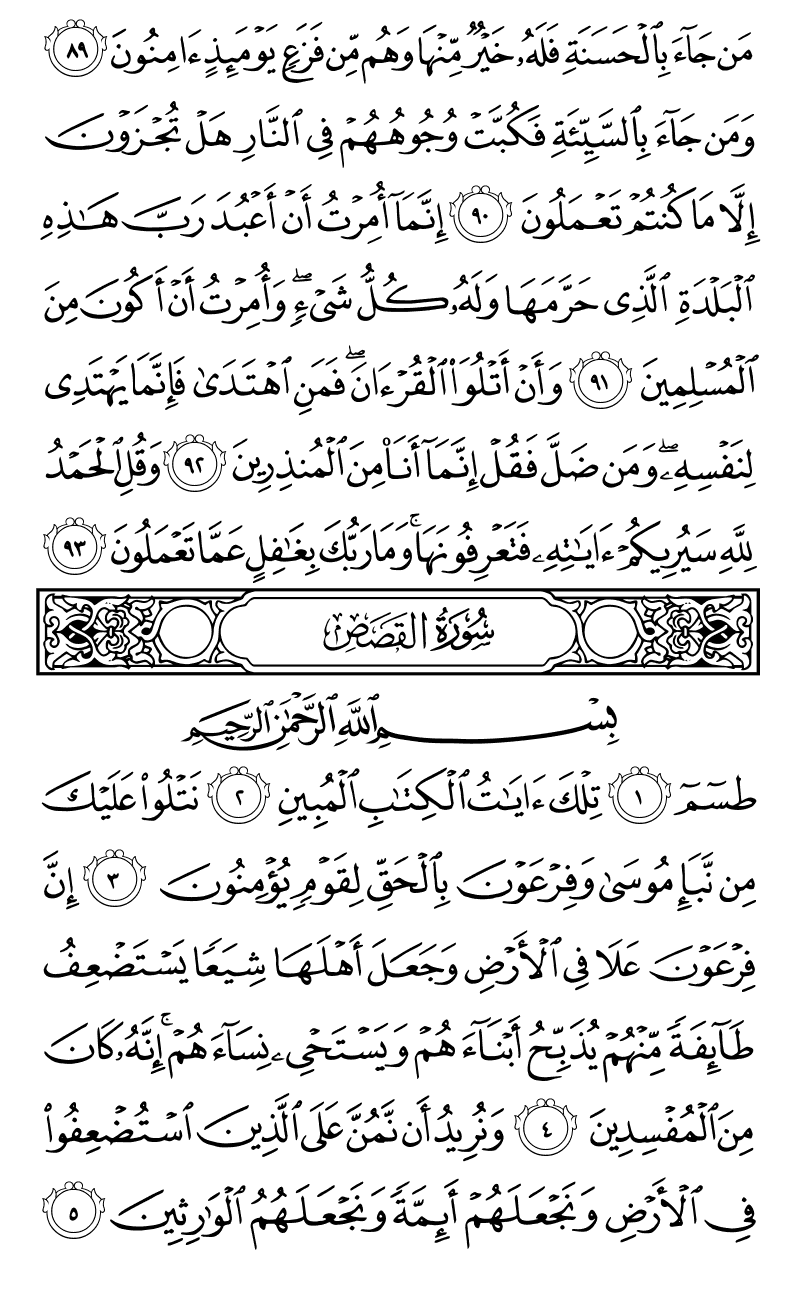 مَن جَآءَ بِٱلْحَسَنَةِ فَلَهُۥ خَيْرٌ مِّنْهَا وَهُم مِّن فَزَعٍ يَوْمَئِذٍ ءَامِنُونَ ٨٩
وَمَن جَآءَ بِٱلسَّيِّئَةِ فَكُبَّتْ وُجُوهُهُمْ فِى ٱلنَّارِ هَلْ تُجْزَوْنَ
إِلَّا مَا كُنتُمْ تَعْمَلُونَ ٩٠ إِنَّمَآ أُمِرْتُ أَنْ أَعْبُدَ رَبَّ هَـٰذِهِ
ٱلْبَلْدَةِ ٱلَّذِى حَرَّمَهَا وَلَهُۥ كُلُّ شَىْءٍ ۖ وَأُمِرْتُ أَنْ أَكُونَ مِنَ
ٱلْمُسْلِمِينَ ٩١ وَأَنْ أَتْلُوَا۟ ٱلْقُرْءَانَ ۖ فَمَنِ ٱهْتَدَىٰ فَإِنَّمَا يَهْتَدِى
لِنَفْسِهِۦ ۖ وَمَن ضَلَّ فَقُلْ إِنَّمَآ أَنَا۠ مِنَ ٱلْمُنذِرِينَ ٩٢ وَقُلِ ٱلْحَمْدُ
لِلَّهِ سَيُرِيكُمْ ءَايَـٰتِهِۦ فَتَعْرِفُونَهَا ۚ وَمَا رَبُّكَ بِغَـٰفِلٍ عَمَّا تَعْمَلُونَ ٩٣
سُورَةُ القَصَصِ
بِسْمِ ٱللَّهِ ٱلرَّحْمَـٰنِ ٱلرَّحِيمِ
طسٓمٓ ١ تِلْكَ ءَايَـٰتُ ٱلْكِتَـٰبِ ٱلْمُبِينِ ٢ نَتْلُوا۟ عَلَيْكَ
مِن نَّبَإِ مُوسَىٰ وَفِرْعَوْنَ بِٱلْحَقِّ لِقَوْمٍ يُؤْمِنُونَ ٣ إِنَّ
فِرْعَوْنَ عَلَا فِى ٱلْأَرْضِ وَجَعَلَ أَهْلَهَا شِيَعًا يَسْتَضْعِفُ
طَآئِفَةً مِّنْهُمْ يُذَبِّحُ أَبْنَآءَهُمْ وَيَسْتَحْىِۦ نِسَآءَهُمْ ۚ إِنَّهُۥ كَانَ
مِنَ ٱلْمُفْسِدِينَ ٤ وَنُرِيدُ أَن نَّمُنَّ عَلَى ٱلَّذِينَ ٱسْتُضْعِفُوا۟
فِى ٱلْأَرْضِ وَنَجْعَلَهُمْ أَئِمَّةً وَنَجْعَلَهُمُ ٱلْوَٰرِثِينَ ٥